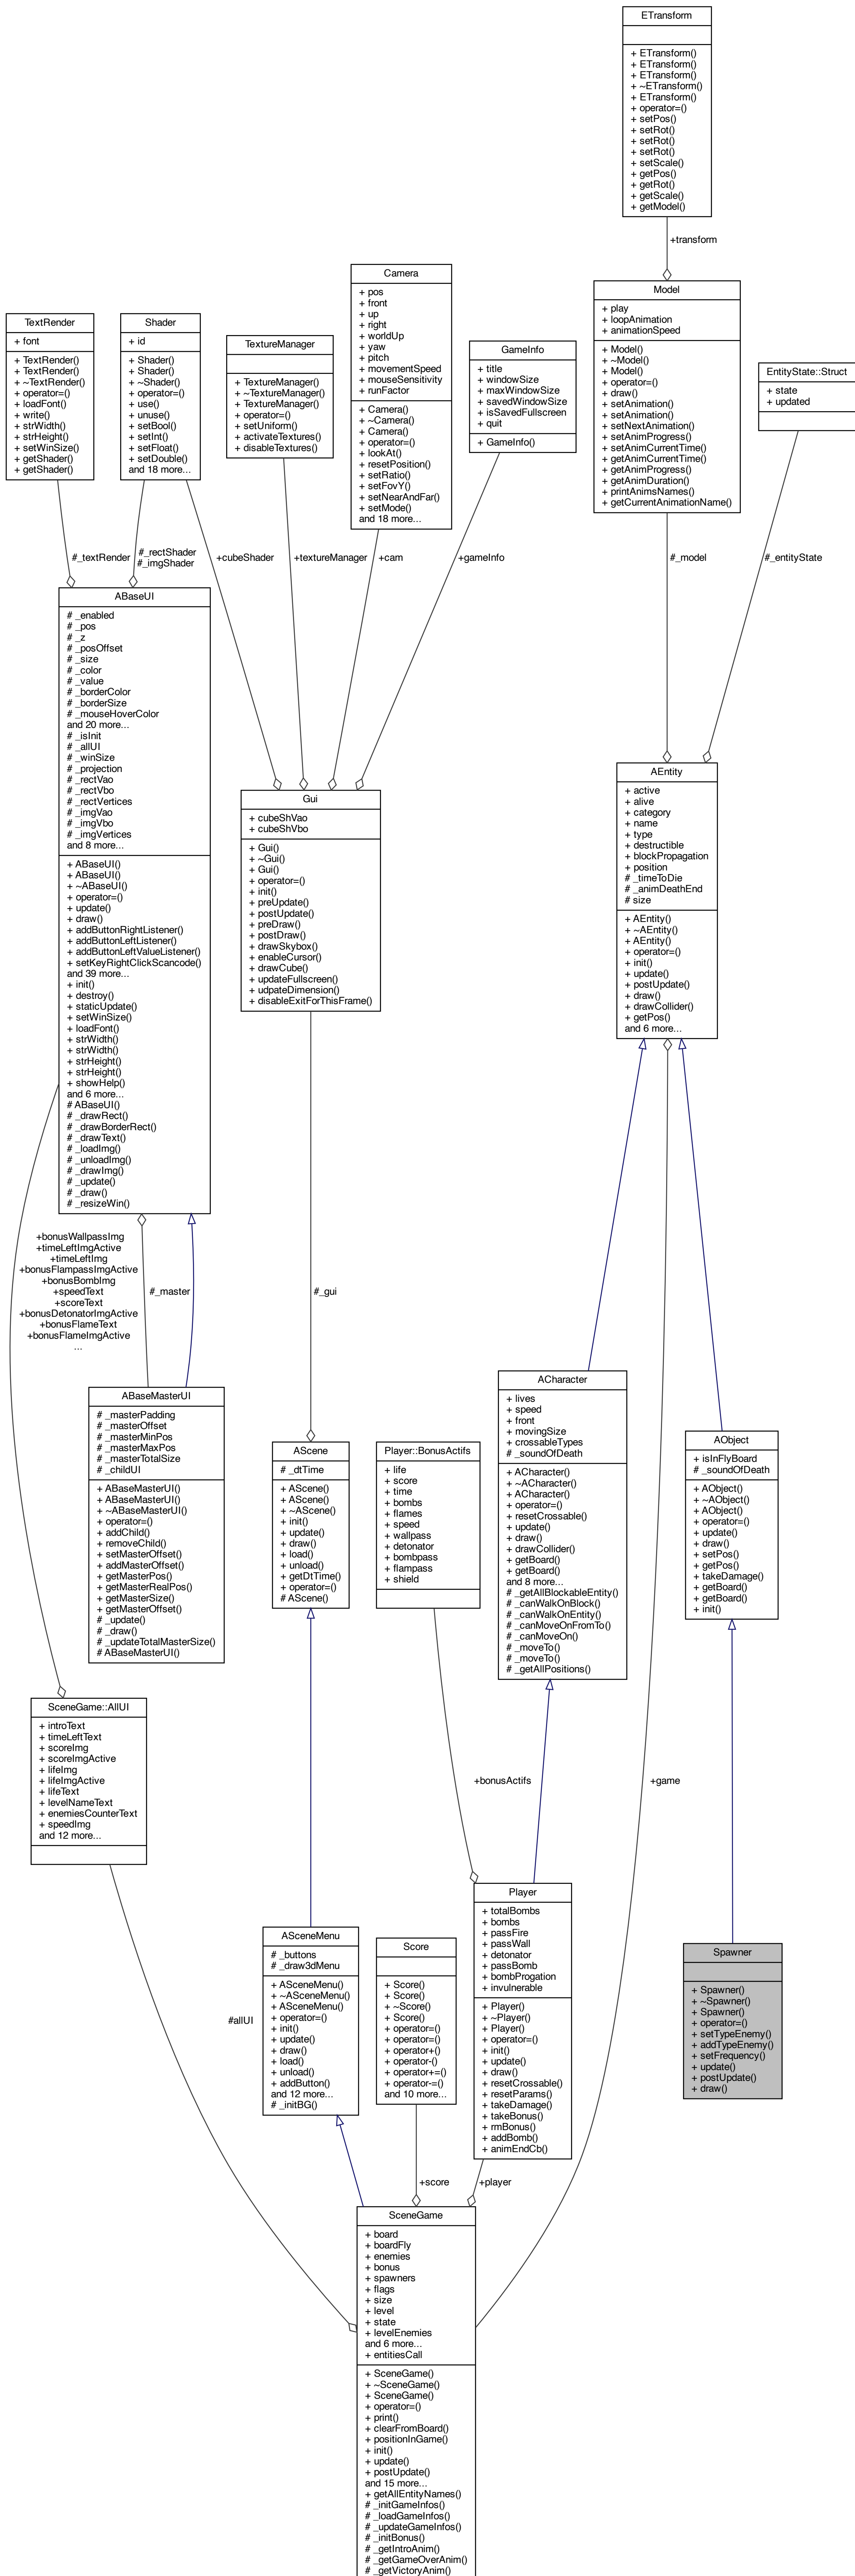 ETransform
+ ETransform()
+ ETransform()
+ ETransform()
+ ~ETransform()
+ ETransform()
+ operator=()
+ setPos()
+ setRot()
+ setRot()
+ setRot()
+ setScale()
+ getPos()
+ getRot()
+ getScale()
+ getModel()
+transform
Model
+ play
+ loopAnimation
+ animationSpeed
+ Model()
+ ~Model()
+ Model()
+ operator=()
+ draw()
+ setAnimation()
+ setAnimation()
+ setNextAnimation()
+ setAnimProgress()
+ setAnimCurrentTime()
+ getAnimCurrentTime()
+ getAnimProgress()
+ getAnimDuration()
+ printAnimsNames()
+ getCurrentAnimationName()
TextRender
+ font
+ TextRender()
+ TextRender()
+ ~TextRender()
+ operator=()
+ loadFont()
+ write()
+ strWidth()
+ strHeight()
+ setWinSize()
+ getShader()
+ getShader()
Shader
+ id
+ Shader()
+ Shader()
+ ~Shader()
+ operator=()
+ use()
+ unuse()
+ setBool()
+ setInt()
+ setFloat()
+ setDouble()
and 18 more...
TextureManager
+ TextureManager()
+ ~TextureManager()
+ TextureManager()
+ operator=()
+ setUniform()
+ activateTextures()
+ disableTextures()
Camera
+ pos
+ front
+ up
+ right
+ worldUp
+ yaw
+ pitch
+ movementSpeed
+ mouseSensitivity
+ runFactor
+ Camera()
+ ~Camera()
+ Camera()
+ operator=()
+ lookAt()
+ resetPosition()
+ setRatio()
+ setFovY()
+ setNearAndFar()
+ setMode()
and 18 more...
GameInfo
+ title
+ windowSize
+ maxWindowSize
+ savedWindowSize
+ isSavedFullscreen
+ quit
+ GameInfo()
EntityState::Struct
+ state
+ updated
#_textRender
#_rectShader
#_imgShader
+cubeShader
+textureManager
+cam
+gameInfo
#_model
#_entityState
ABaseUI
# _enabled
# _pos
# _z
# _posOffset
# _size
# _color
# _value
# _borderColor
# _borderSize
# _mouseHoverColor
and 20 more...
# _isInit
# _allUI
# _winSize
# _projection
# _rectVao
# _rectVbo
# _rectVertices
# _imgVao
# _imgVbo
# _imgVertices
and 8 more...
+ ABaseUI()
+ ABaseUI()
+ ~ABaseUI()
+ operator=()
+ update()
+ draw()
+ addButtonRightListener()
+ addButtonLeftListener()
+ addButtonLeftValueListener()
+ setKeyRightClickScancode()
and 39 more...
+ init()
+ destroy()
+ staticUpdate()
+ setWinSize()
+ loadFont()
+ strWidth()
+ strWidth()
+ strHeight()
+ strHeight()
+ showHelp()
and 6 more...
# ABaseUI()
# _drawRect()
# _drawBorderRect()
# _drawText()
# _loadImg()
# _unloadImg()
# _drawImg()
# _update()
# _draw()
# _resizeWin()
Gui
+ cubeShVao
+ cubeShVbo
+ Gui()
+ ~Gui()
+ Gui()
+ operator=()
+ init()
+ preUpdate()
+ postUpdate()
+ preDraw()
+ postDraw()
+ drawSkybox()
+ enableCursor()
+ drawCube()
+ updateFullscreen()
+ udpateDimension()
+ disableExitForThisFrame()
AEntity
+ active
+ alive
+ category
+ name
+ type
+ destructible
+ blockPropagation
+ position
# _timeToDie
# _animDeathEnd
# size
+ AEntity()
+ ~AEntity()
+ AEntity()
+ operator=()
+ init()
+ update()
+ postUpdate()
+ draw()
+ drawCollider()
+ getPos()
and 6 more...
+bonusWallpassImg
+timeLeftImgActive
+timeLeftImg
+bonusFlampassImgActive
+bonusBombImg
+speedText
+scoreText
+bonusDetonatorImgActive
+bonusFlameText
+bonusFlameImgActive
...
#_master
#_gui
ABaseMasterUI
# _masterPadding
# _masterOffset
# _masterMinPos
# _masterMaxPos
# _masterTotalSize
# _childUI
+ ABaseMasterUI()
+ ABaseMasterUI()
+ ~ABaseMasterUI()
+ operator=()
+ addChild()
+ removeChild()
+ setMasterOffset()
+ addMasterOffset()
+ getMasterPos()
+ getMasterRealPos()
+ getMasterSize()
+ getMasterOffset()
# _update()
# _draw()
# _updateTotalMasterSize()
# ABaseMasterUI()
AScene
# _dtTime
+ AScene()
+ AScene()
+ ~AScene()
+ init()
+ update()
+ draw()
+ load()
+ unload()
+ getDtTime()
+ operator=()
# AScene()
Player::BonusActifs
+ life
+ score
+ time
+ bombs
+ flames
+ speed
+ wallpass
+ detonator
+ bombpass
+ flampass
+ shield
ACharacter
+ lives
+ speed
+ front
+ movingSize
+ crossableTypes
# _soundOfDeath
+ ACharacter()
+ ~ACharacter()
+ ACharacter()
+ operator=()
+ resetCrossable()
+ update()
+ draw()
+ drawCollider()
+ getBoard()
+ getBoard()
and 8 more...
# _getAllBlockableEntity()
# _canWalkOnBlock()
# _canWalkOnEntity()
# _canMoveOnFromTo()
# _canMoveOn()
# _moveTo()
# _moveTo()
# _getAllPositions()
AObject
+ isInFlyBoard
# _soundOfDeath
+ AObject()
+ ~AObject()
+ AObject()
+ operator=()
+ update()
+ draw()
+ setPos()
+ getPos()
+ takeDamage()
+ getBoard()
+ getBoard()
+ init()
SceneGame::AllUI
+ introText
+ timeLeftText
+ scoreImg
+ scoreImgActive
+ lifeImg
+ lifeImgActive
+ lifeText
+ levelNameText
+ enemiesCounterText
+ speedImg
and 12 more...
+bonusActifs
+game
ASceneMenu
# _buttons
# _draw3dMenu
+ ASceneMenu()
+ ~ASceneMenu()
+ ASceneMenu()
+ operator=()
+ init()
+ update()
+ draw()
+ load()
+ unload()
+ addButton()
and 12 more...
# _initBG()
Score
+ Score()
+ Score()
+ ~Score()
+ Score()
+ operator=()
+ operator=()
+ operator+()
+ operator-()
+ operator+=()
+ operator-=()
and 10 more...
Player
+ totalBombs
+ bombs
+ passFire
+ passWall
+ detonator
+ passBomb
+ bombProgation
+ invulnerable
+ Player()
+ ~Player()
+ Player()
+ operator=()
+ init()
+ update()
+ draw()
+ resetCrossable()
+ resetParams()
+ takeDamage()
+ takeBonus()
+ rmBonus()
+ addBomb()
+ animEndCb()
Spawner
+ Spawner()
+ ~Spawner()
+ Spawner()
+ operator=()
+ setTypeEnemy()
+ addTypeEnemy()
+ setFrequency()
+ update()
+ postUpdate()
+ draw()
#allUI
+score
+player
SceneGame
+ board
+ boardFly
+ enemies
+ bonus
+ spawners
+ flags
+ size
+ level
+ state
+ levelEnemies
and 6 more...
+ entitiesCall
+ SceneGame()
+ ~SceneGame()
+ SceneGame()
+ operator=()
+ print()
+ clearFromBoard()
+ positionInGame()
+ init()
+ update()
+ postUpdate()
and 15 more...
+ getAllEntityNames()
# _initGameInfos()
# _loadGameInfos()
# _updateGameInfos()
# _initBonus()
# _getIntroAnim()
# _getGameOverAnim()
# _getVictoryAnim()